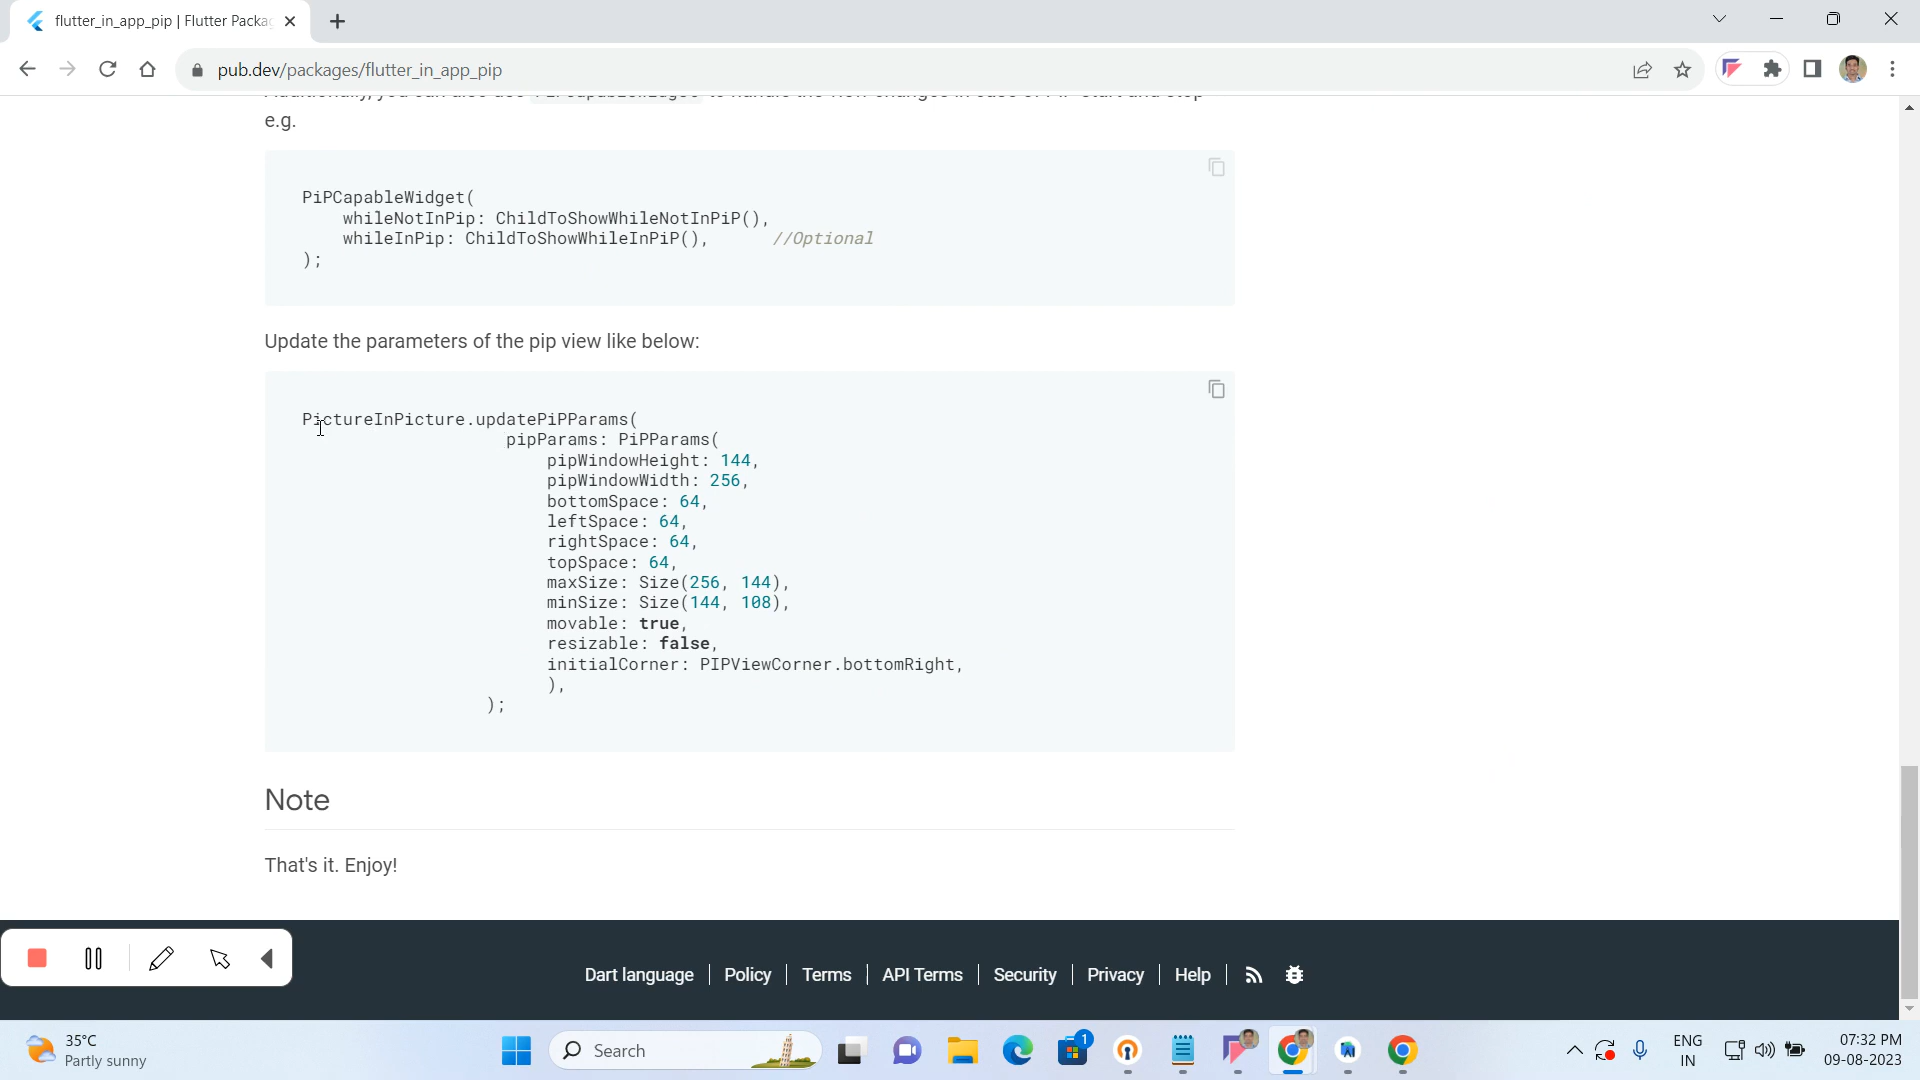 flutter_in_app_pip | Flutter Packa
pub.dev/packages/flutter_in_app_pip
e.g.
PiPCapableWidget(
    whileNotInPip: ChildToShowWhileNotInPiP(),
    whileInPip: ChildToShowWhileInPiP(),      //Optional
);
Update the parameters of the pip view like below:
PictureInPicture.updatePiPParams(
                    pipParams: PiPParams(
                        pipWindowHeight: 144,
                        pipWindowWidth: 256,
                        bottomSpace: 64,
                        leftSpace: 64,
                        rightSpace: 64,
                        topSpace: 64,
                        maxSize: Size(256, 144),
                        minSize: Size(144, 108),
                        movable: true,
                        resizable: false,
                        initialCorner: PIPViewCorner.bottomRight,
                        ),
                  );
Note
That's it. Enjoy!
Dart language | Policy | Terms | API Terms | Security | Privacy | Help
35°C
Partly sunny
Search
1
ENG
IN
07:32 PM
09-08-2023